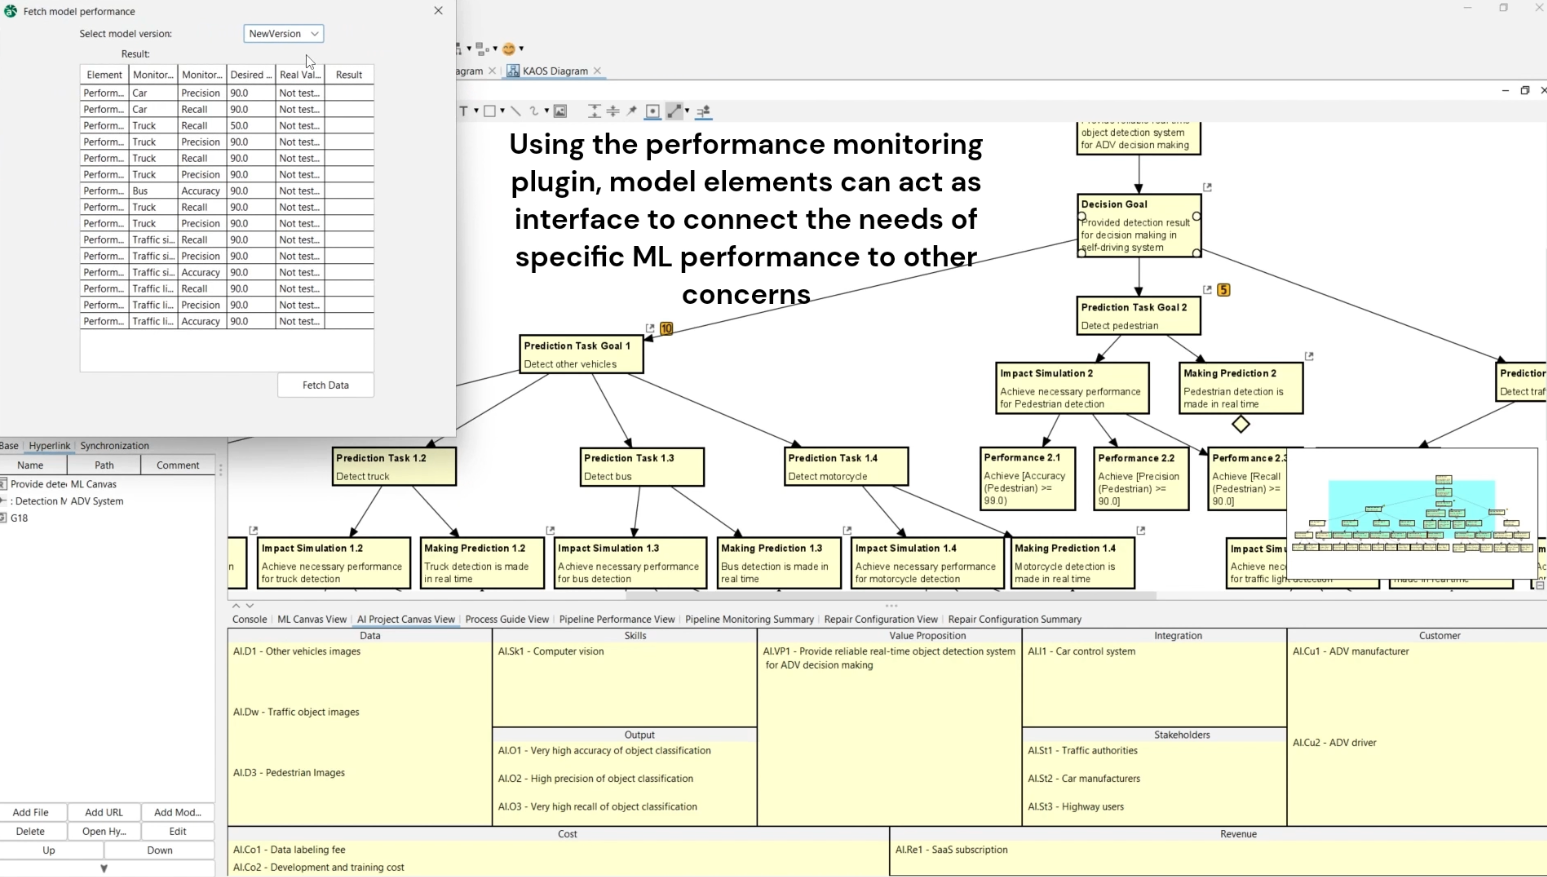 Fetch model performance
Select model version:
NewVersion
Result:
Element Monitor... Monitor... Desired ... Real Val... Result
Perform... Car Precision 90.0 Not test...
Perform... Car Recall 90.0 Not test...
Perform... Truck Recall 50.0 Not test...
Perform... Truck Precision 90.0 Not test...
Perform... Truck Recall 90.0 Not test...
Perform... Truck Precision 90.0 Not test...
Perform... Bus Accuracy 90.0 Not test...
Perform... Truck Recall 90.0 Not test...
Perform... Truck Precision 90.0 Not test...
Perform... Traffic si... Recall 90.0 Not test...
Perform... Traffic si... Precision 90.0 Not test...
Perform... Traffic si... Accuracy 90.0 Not test...
Perform... Traffic li... Recall 90.0 Not test...
Perform... Traffic li... Precision 90.0 Not test...
Perform... Traffic li... Accuracy 90.0 Not test...
Fetch Data
agram
KAOS Diagram
T
Using the performance monitoring
plugin, model elements can act as
interface to connect the needs of
specific ML performance to other
concerns
object detection system
for ADV decision making
Decision Goal
Provided detection result
for decision making in
self-driving system
5
Prediction Task Goal 2
Detect pedestrian
10
Prediction Task Goal 1
Detect other vehicles
Impact Simulation 2
Achieve necessary performance
for Pedestrian detection
Making Prediction 2
Pedestrian detection is
made in real time
Prediction
Detect traf
Prediction Task 1.2
Detect truck
Prediction Task 1.3
Detect bus
Prediction Task 1.4
Detect motorcycle
Performance 2.1
Achieve [Accuracy
(Pedestrian) >=
99.0)
Performance 2.2
Achieve [Precision
(Pedestrian) >=
90.0]
Performance 2.3
Achieve [Recall
(Pedestrian) >=
90.0]
n
Impact Simulation 1.2
Achieve necessary performance
for truck detection
Making Prediction 1.2
Truck detection is made
in real time
Impact Simulation 1.3
Achieve necessary performance
for bus detection
Making Prediction 1.3
Bus detection is made in
real time
Impact Simulation 1.4
Achieve necessary performance
for motorcycle detection
Making Prediction 1.4
Motorcycle detection is
made in real time
Impact Simu
Achieve nece
for traffic light detection
made in real time
Base Hyperlink Synchronization
Name Path Comment
Provide detec ML Canvas
: Detection M ADV System
G18
Add File Add URL Add Mod...
Delete Open Hy... Edit
Up Down
Console ML Canvas View AI Project Canvas View Process Guide View Pipeline Performance View Pipeline Monitoring Summary Repair Configuration View Repair Configuration Summary
Data
AI.D1 - Other vehicles images
AI.Dw - Traffic object images
AI.D3 - Pedestrian Images
Skills
AI.Sk1 - Computer vision
Output
AI.O1 - Very high accuracy of object classification
AI.O2 - High precision of object classification
AI.O3 - Very high recall of object classification
Value Proposition
AI.VP1 - Provide reliable real-time object detection system
for ADV decision making
Integration
AI.I1 - Car control system
Stakeholders
AI.St1 - Traffic authorities
AI.St2 - Car manufacturers
AI.St3 - Highway users
Customer
AI.Cu1 - ADV manufacturer
AI.Cu2 - ADV driver
Cost
AI.Co1 - Data labeling fee
AI.Co2 - Development and training cost
Revenue
AI.Re1 - SaaS subscription